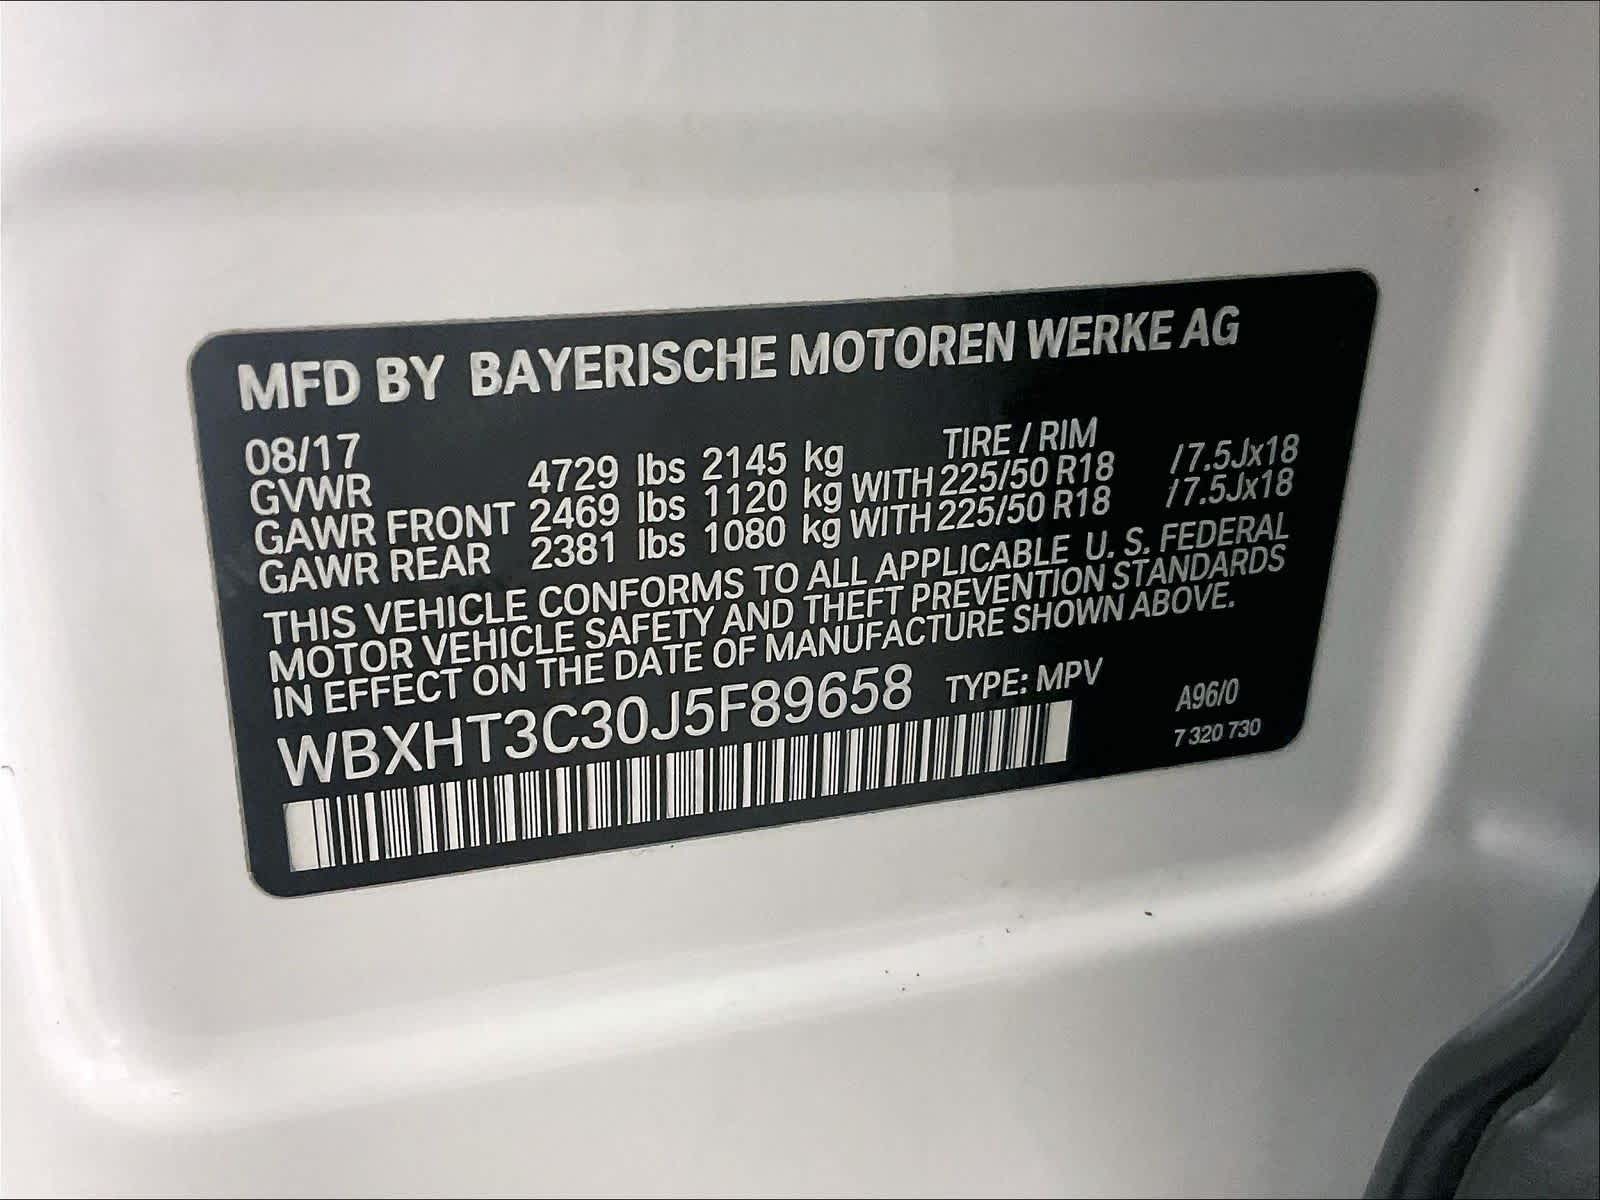 MFD BY BAYERISCHE MOTOREN WERKE AG
08/17 TIRE / RIM
GVWR 4729 lbs 2145 kg
GAWR FRONT 2469 lbs 1120 kg WITH 225/50 R18 /7.5Jx18
GAWR REAR 2381 lbs 1080 kg WITH 225/50 R18 /7.5Jx18
THIS VEHICLE CONFORMS TO ALL APPLICABLE U. S. FEDERAL
MOTOR VEHICLE SAFETY AND THEFT PREVENTION STANDARDS
IN EFFECT ON THE DATE OF MANUFACTURE SHOWN ABOVE.
WBXHT3C30J5F89658 TYPE: MPV
A96/0
7 320 730